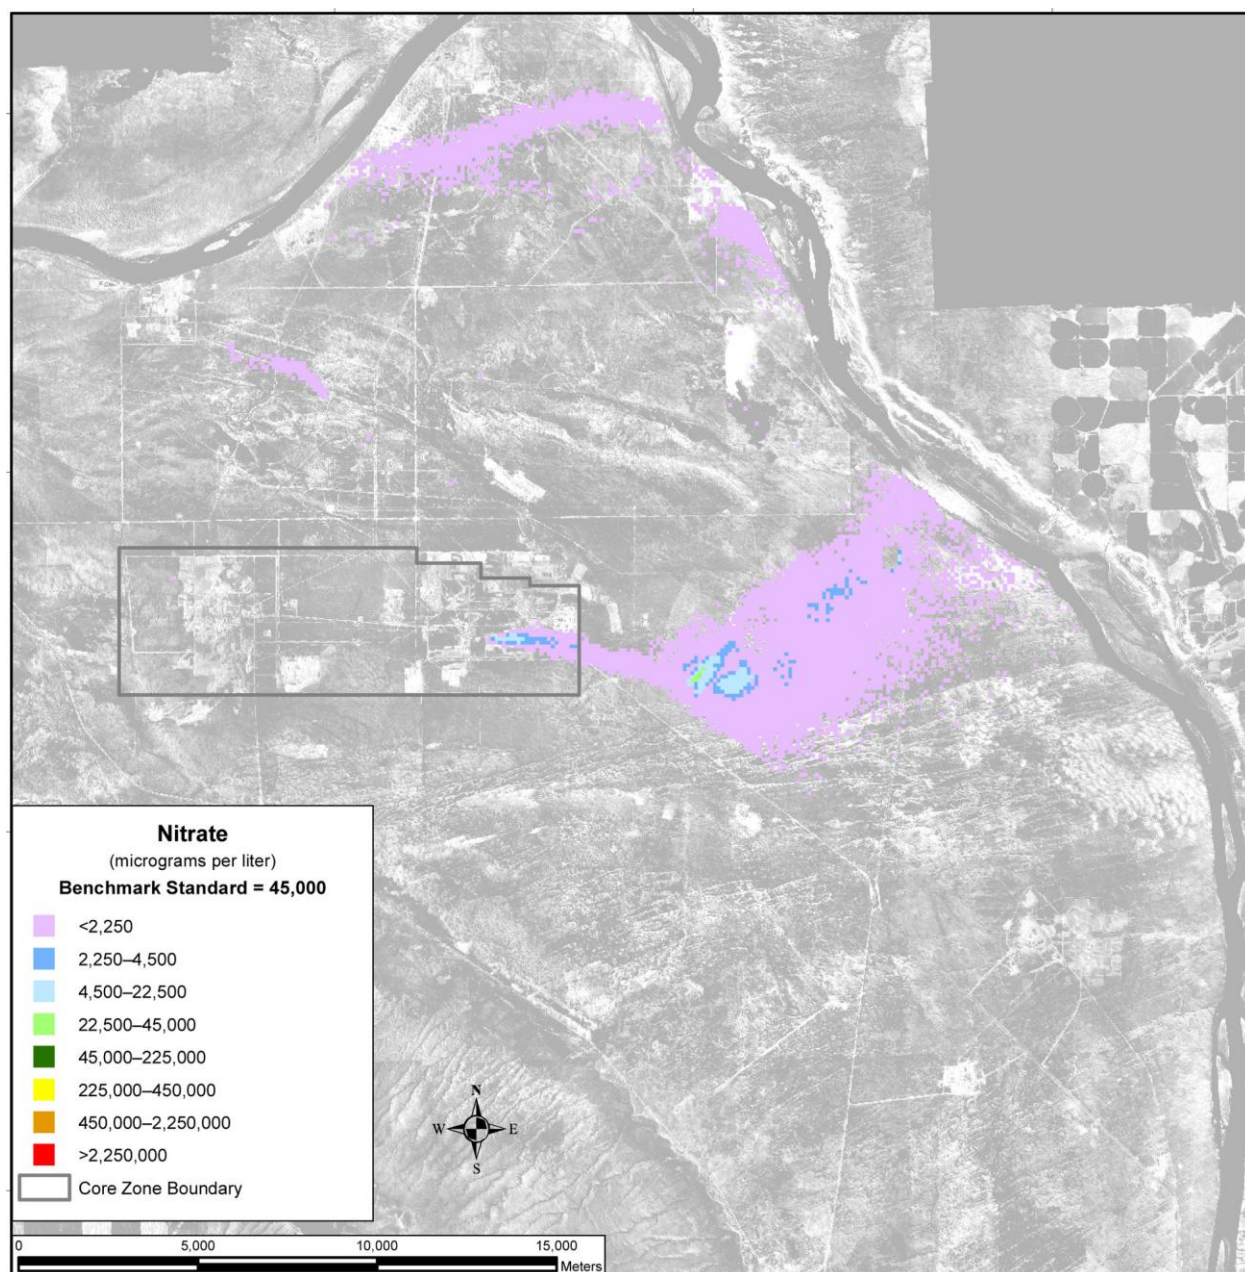 Nitrate
(micrograms per liter)
Benchmark Standard = 45,000
<2,250
2,250–4,500
4,500–22,500
22,500–45,000
45,000–225,000
225,000–450,000
450,000–2,250,000
>2,250,000
Core Zone Boundary
N
W E
S
0 5,000 10,000 15,000
Meters